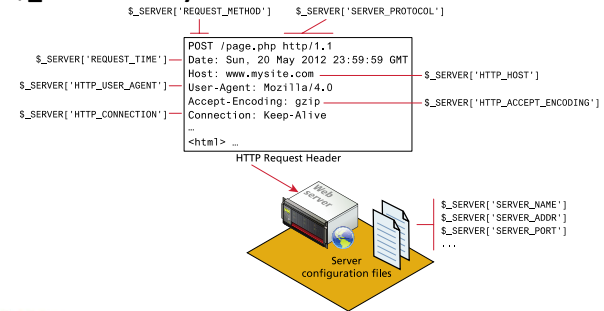 $_SERVER['REQUEST_METHOD'] $_SERVER['SERVER_PROTOCOL']
POST /page.php http/1.1
$_SERVER['REQUEST_TIME'] Date: Sun, 20 May 2012 23:59:59 GMT
Host: www.mysite.com $_SERVER['HTTP_HOST']
$_SERVER['HTTP_USER_AGENT'] User-Agent: Mozilla/4.0
Accept-Encoding: gzip $_SERVER['HTTP_ACCEPT_ENCODING']
$_SERVER['HTTP_CONNECTION'] Connection: Keep-Alive
…
<html> …
HTTP Request Header
Web
server
$_SERVER['SERVER_NAME']
$_SERVER['SERVER_ADDR']
$_SERVER['SERVER_PORT']
...
Server
configuration files